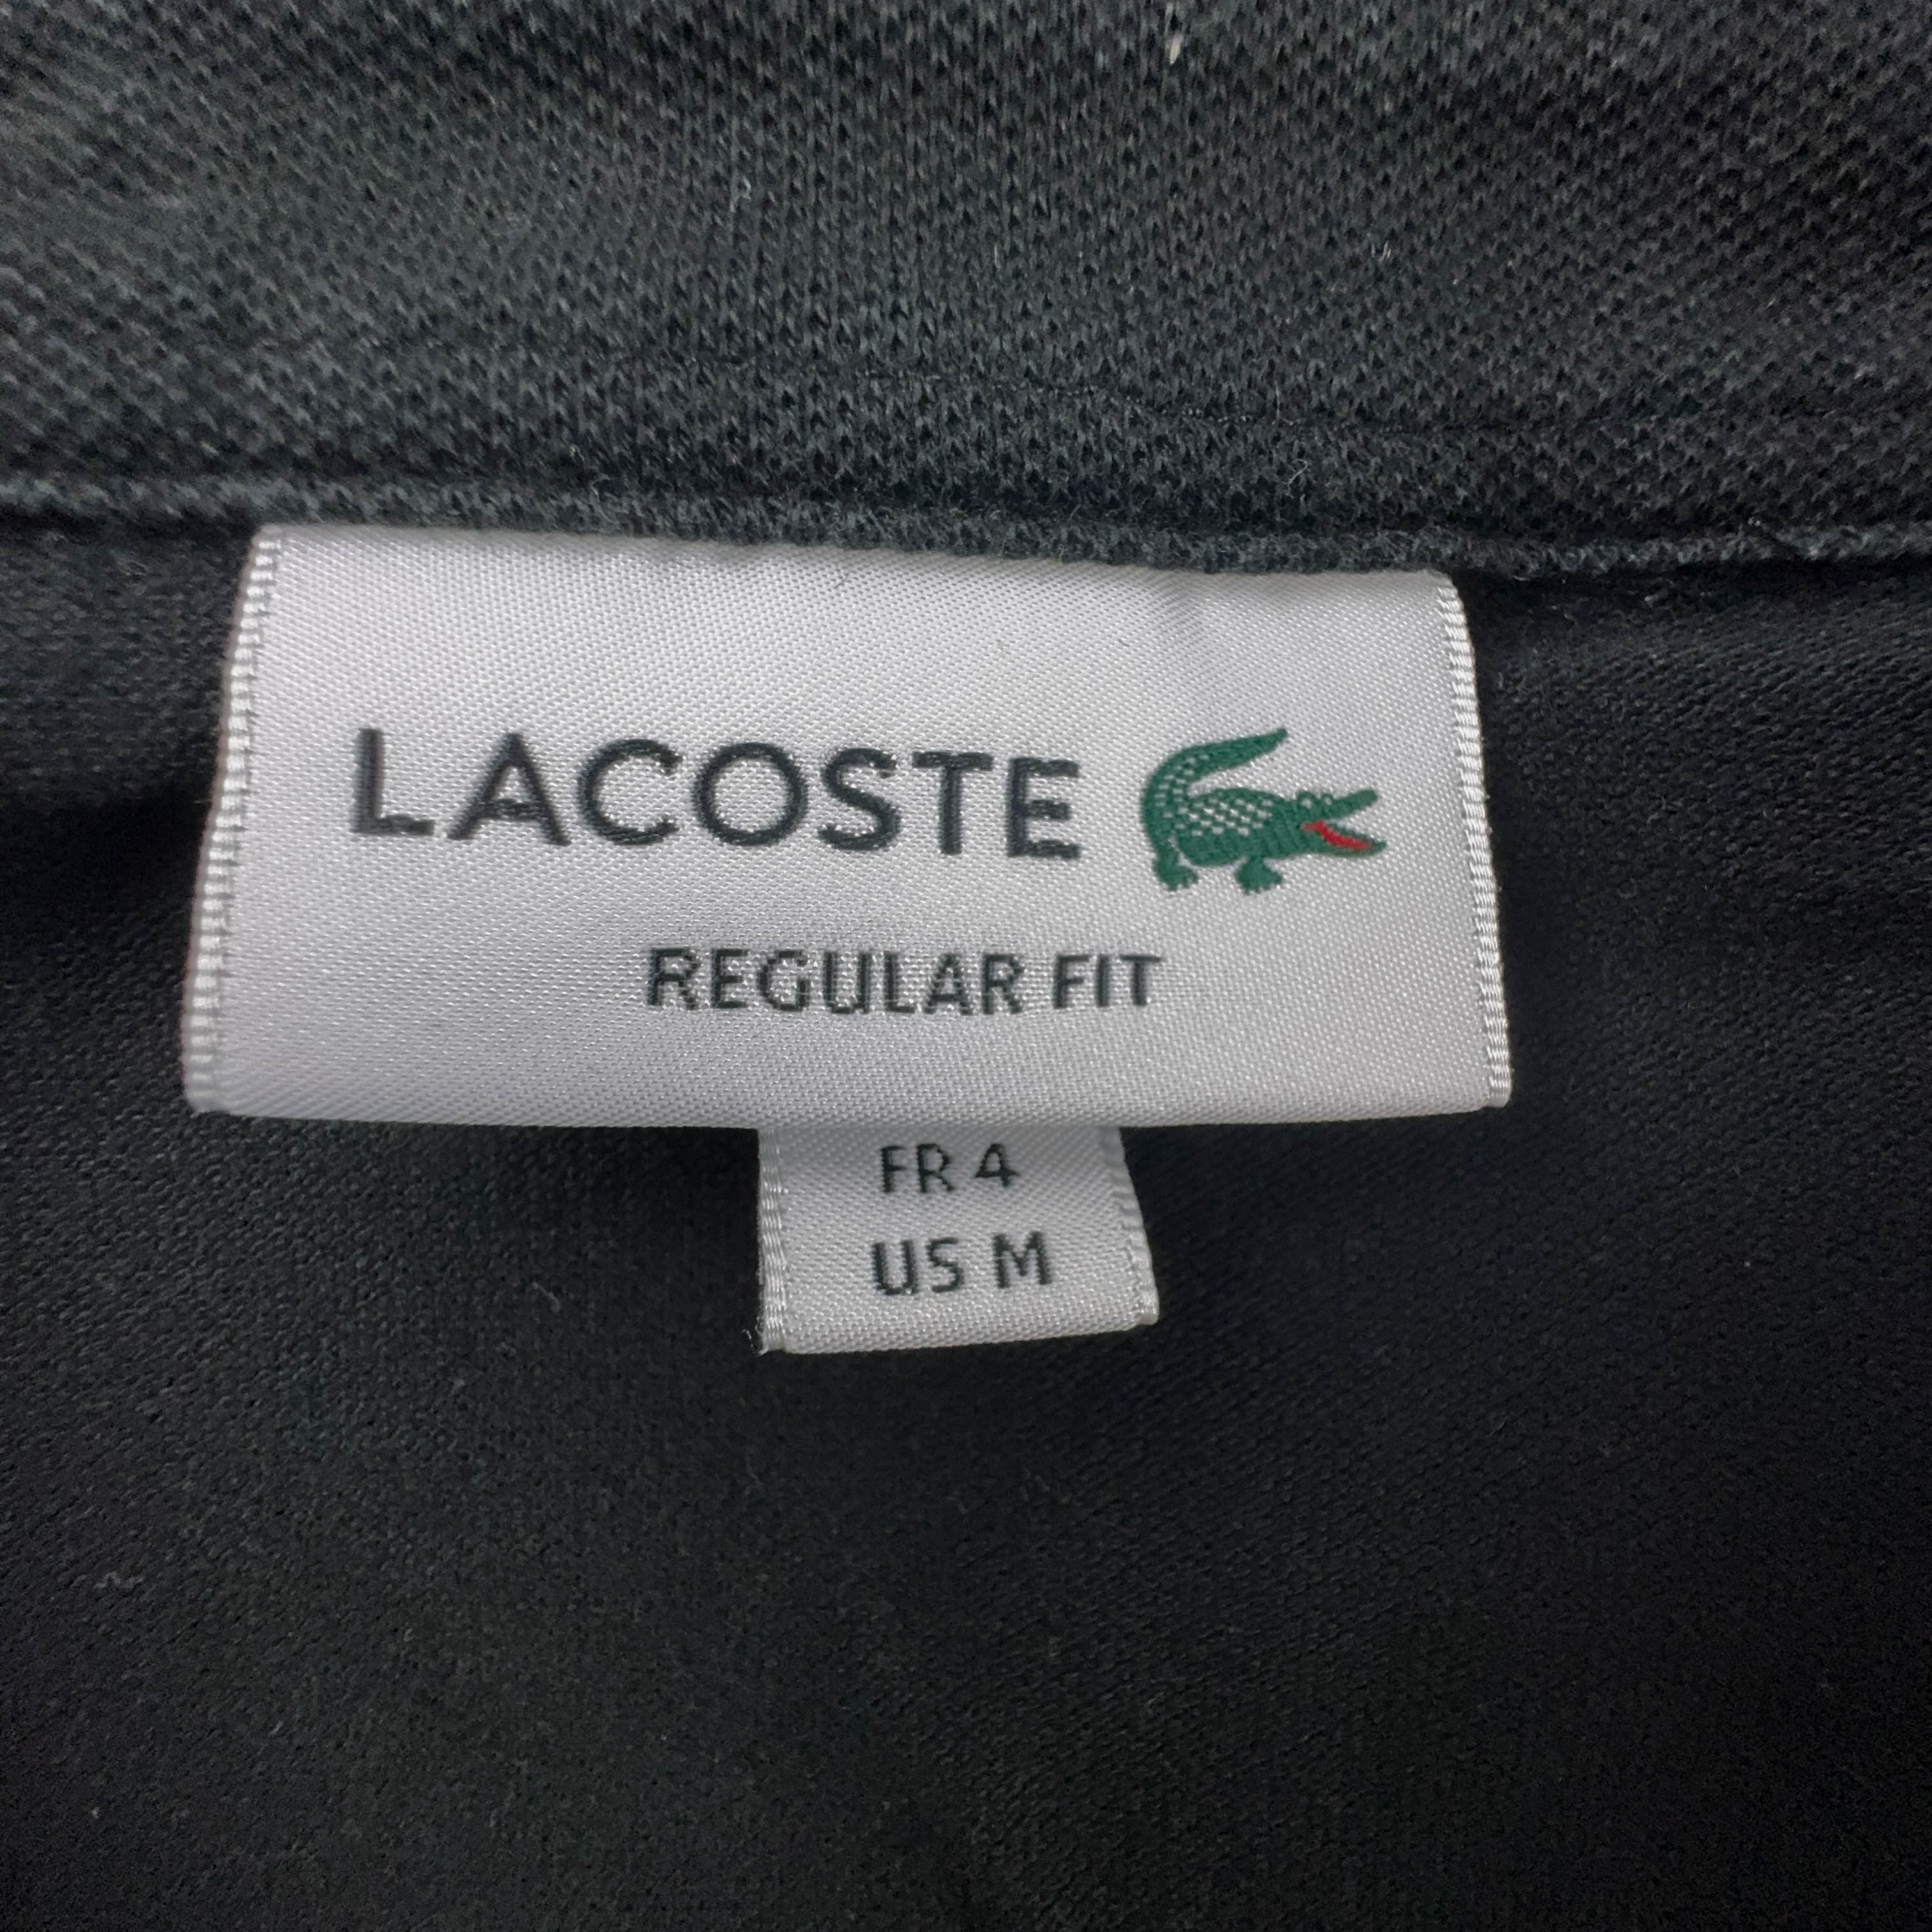 LACOSTE
REGULAR FIT
FR 4
US M